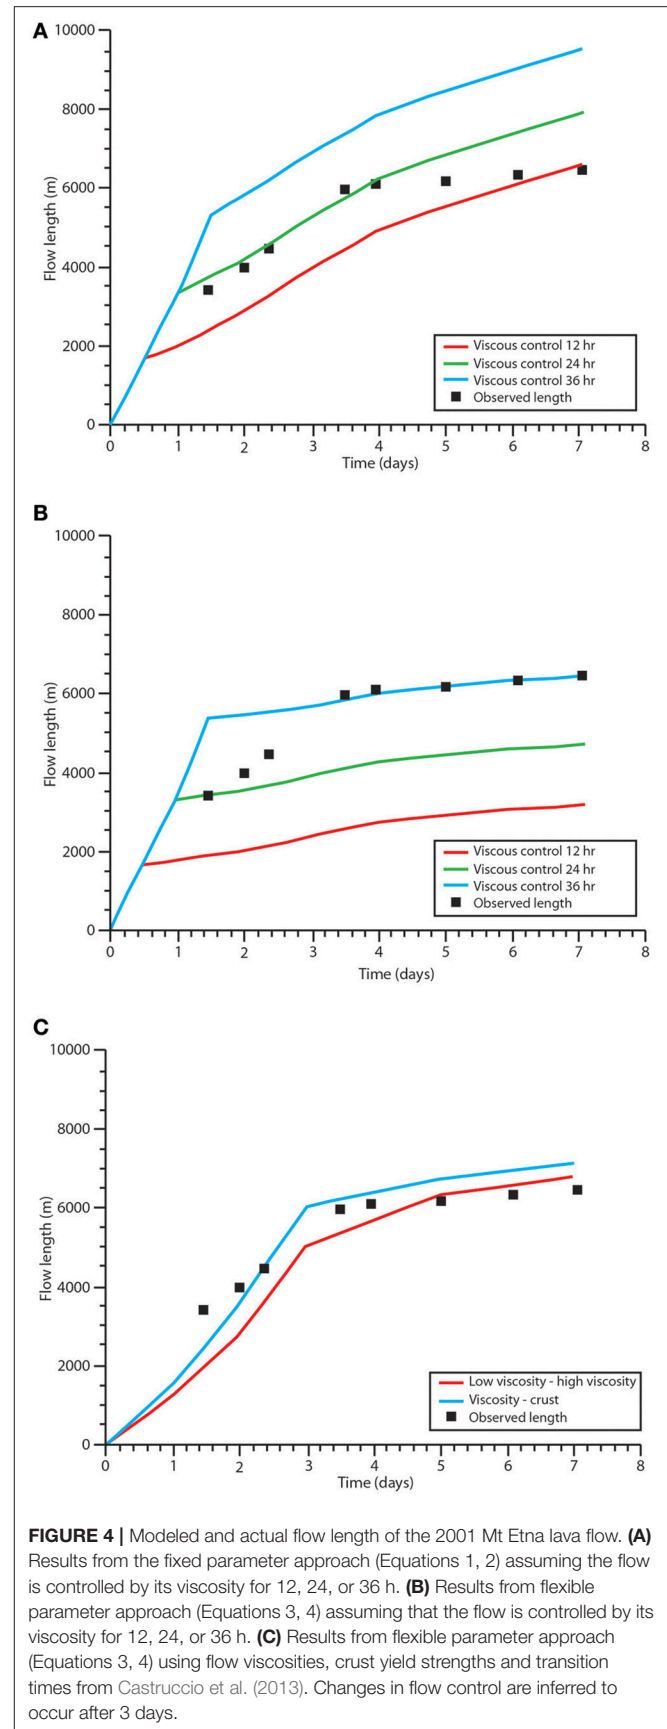 A
10000
8000
6000
4000
2000
0
Flow length (m)
0 1 2 3 4 5 6 7 8
Time (days)
Viscous control 12 hr
Viscous control 24 hr
Viscous control 36 hr
Observed length
B
10000
8000
6000
4000
2000
0
Flow length (m)
0 1 2 3 4 5 6 7 8
Time (days)
Viscous control 12 hr
Viscous control 24 hr
Viscous control 36 hr
Observed length
C
10000
8000
6000
4000
2000
0
Flow length (m)
0 1 2 3 4 5 6 7 8
Time (days)
Low viscosity - high viscosity
Viscosity - crust
Observed length
FIGURE 4 | Modeled and actual flow length of the 2001 Mt Etna lava flow. (A)
Results from the fixed parameter approach (Equations 1, 2) assuming the flow
is controlled by its viscosity for 12, 24, or 36 h. (B) Results from flexible
parameter approach (Equations 3, 4) assuming that the flow is controlled by its
viscosity for 12, 24, or 36 h. (C) Results from flexible parameter approach
(Equations 3, 4) using flow viscosities, crust yield strengths and transition
times from Castruccio et al. (2013). Changes in flow control are inferred to
occur after 3 days.